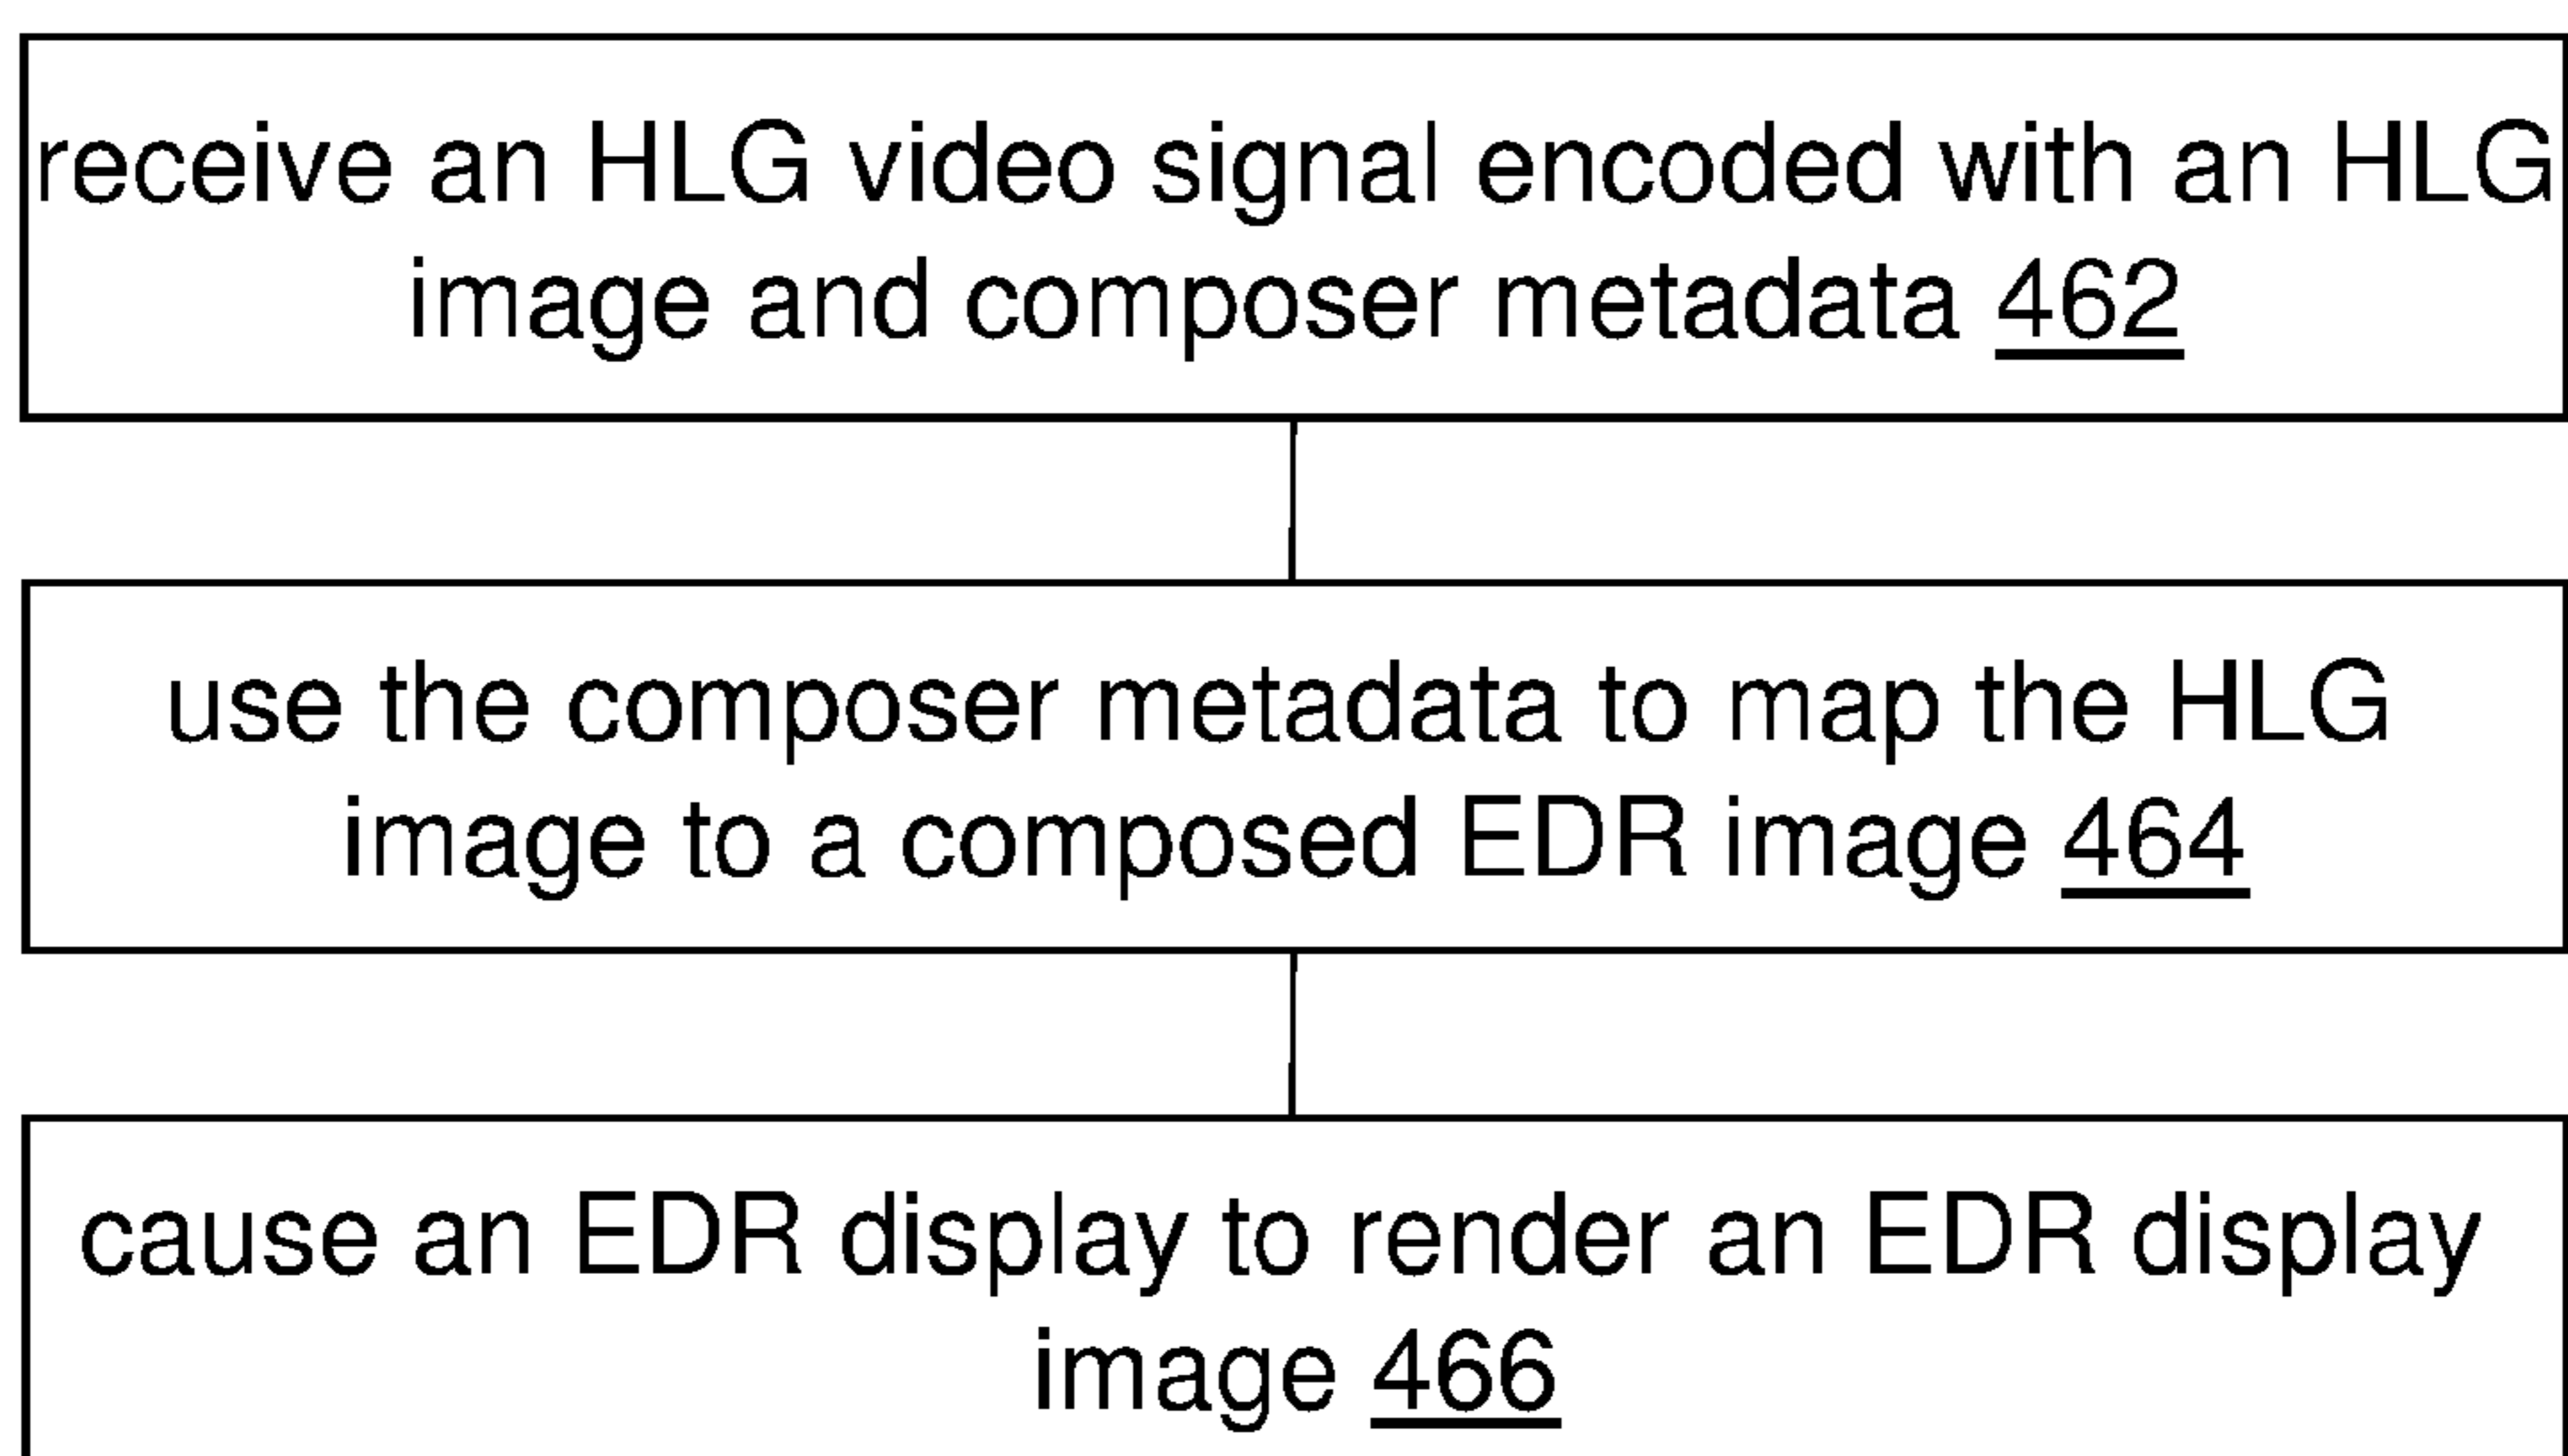 receive an HLG video signal encoded with an HLG
image and composer metadata 462
use the composer metadata to map the HLG
image to a composed EDR image 464
cause an EDR display to render an EDR display
image 466